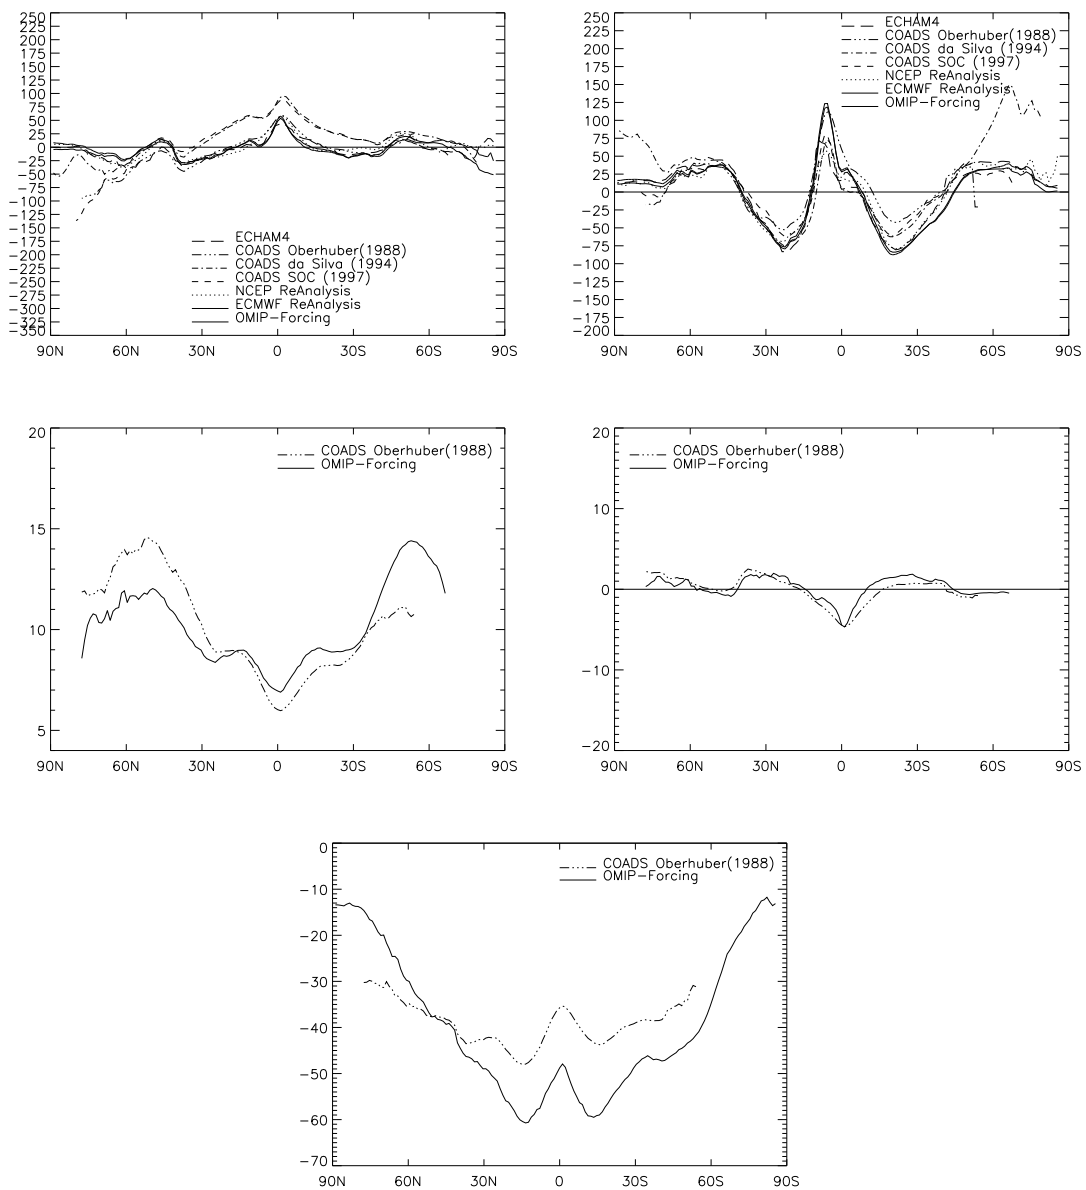 250
225
200
175
150
125
100
75
50
25
0
−25
−50
−75
−100
−125
−150
−175
−200
−225
−250
−275
−300
−325
−350
90N 60N 30N 0 30S 60S 90S
ECHAM4
COADS Oberhuber(1988)
COADS da Silva (1994)
COADS SOC (1997)
NCEP ReAnalysis
ECMWF ReAnalysis
OMIP−Forcing
250
225
200
175
150
125
100
75
50
25
0
−25
−50
−75
−100
−125
−150
−175
−200
90N 60N 30N 0 30S 60S 90S
ECHAM4
COADS Oberhuber(1988)
COADS da Silva (1994)
COADS SOC (1997)
NCEP ReAnalysis
ECMWF ReAnalysis
OMIP−Forcing
20
15
10
5
90N 60N 30N 0 30S 60S 90S
COADS Oberhuber(1988)
OMIP−Forcing
20
10
0
−10
−20
90N 60N 30N 0 30S 60S 90S
COADS Oberhuber(1988)
OMIP−Forcing
0
−10
−20
−30
−40
−50
−60
−70
90N 60N 30N 0 30S 60S 90S
COADS Oberhuber(1988)
OMIP−Forcing